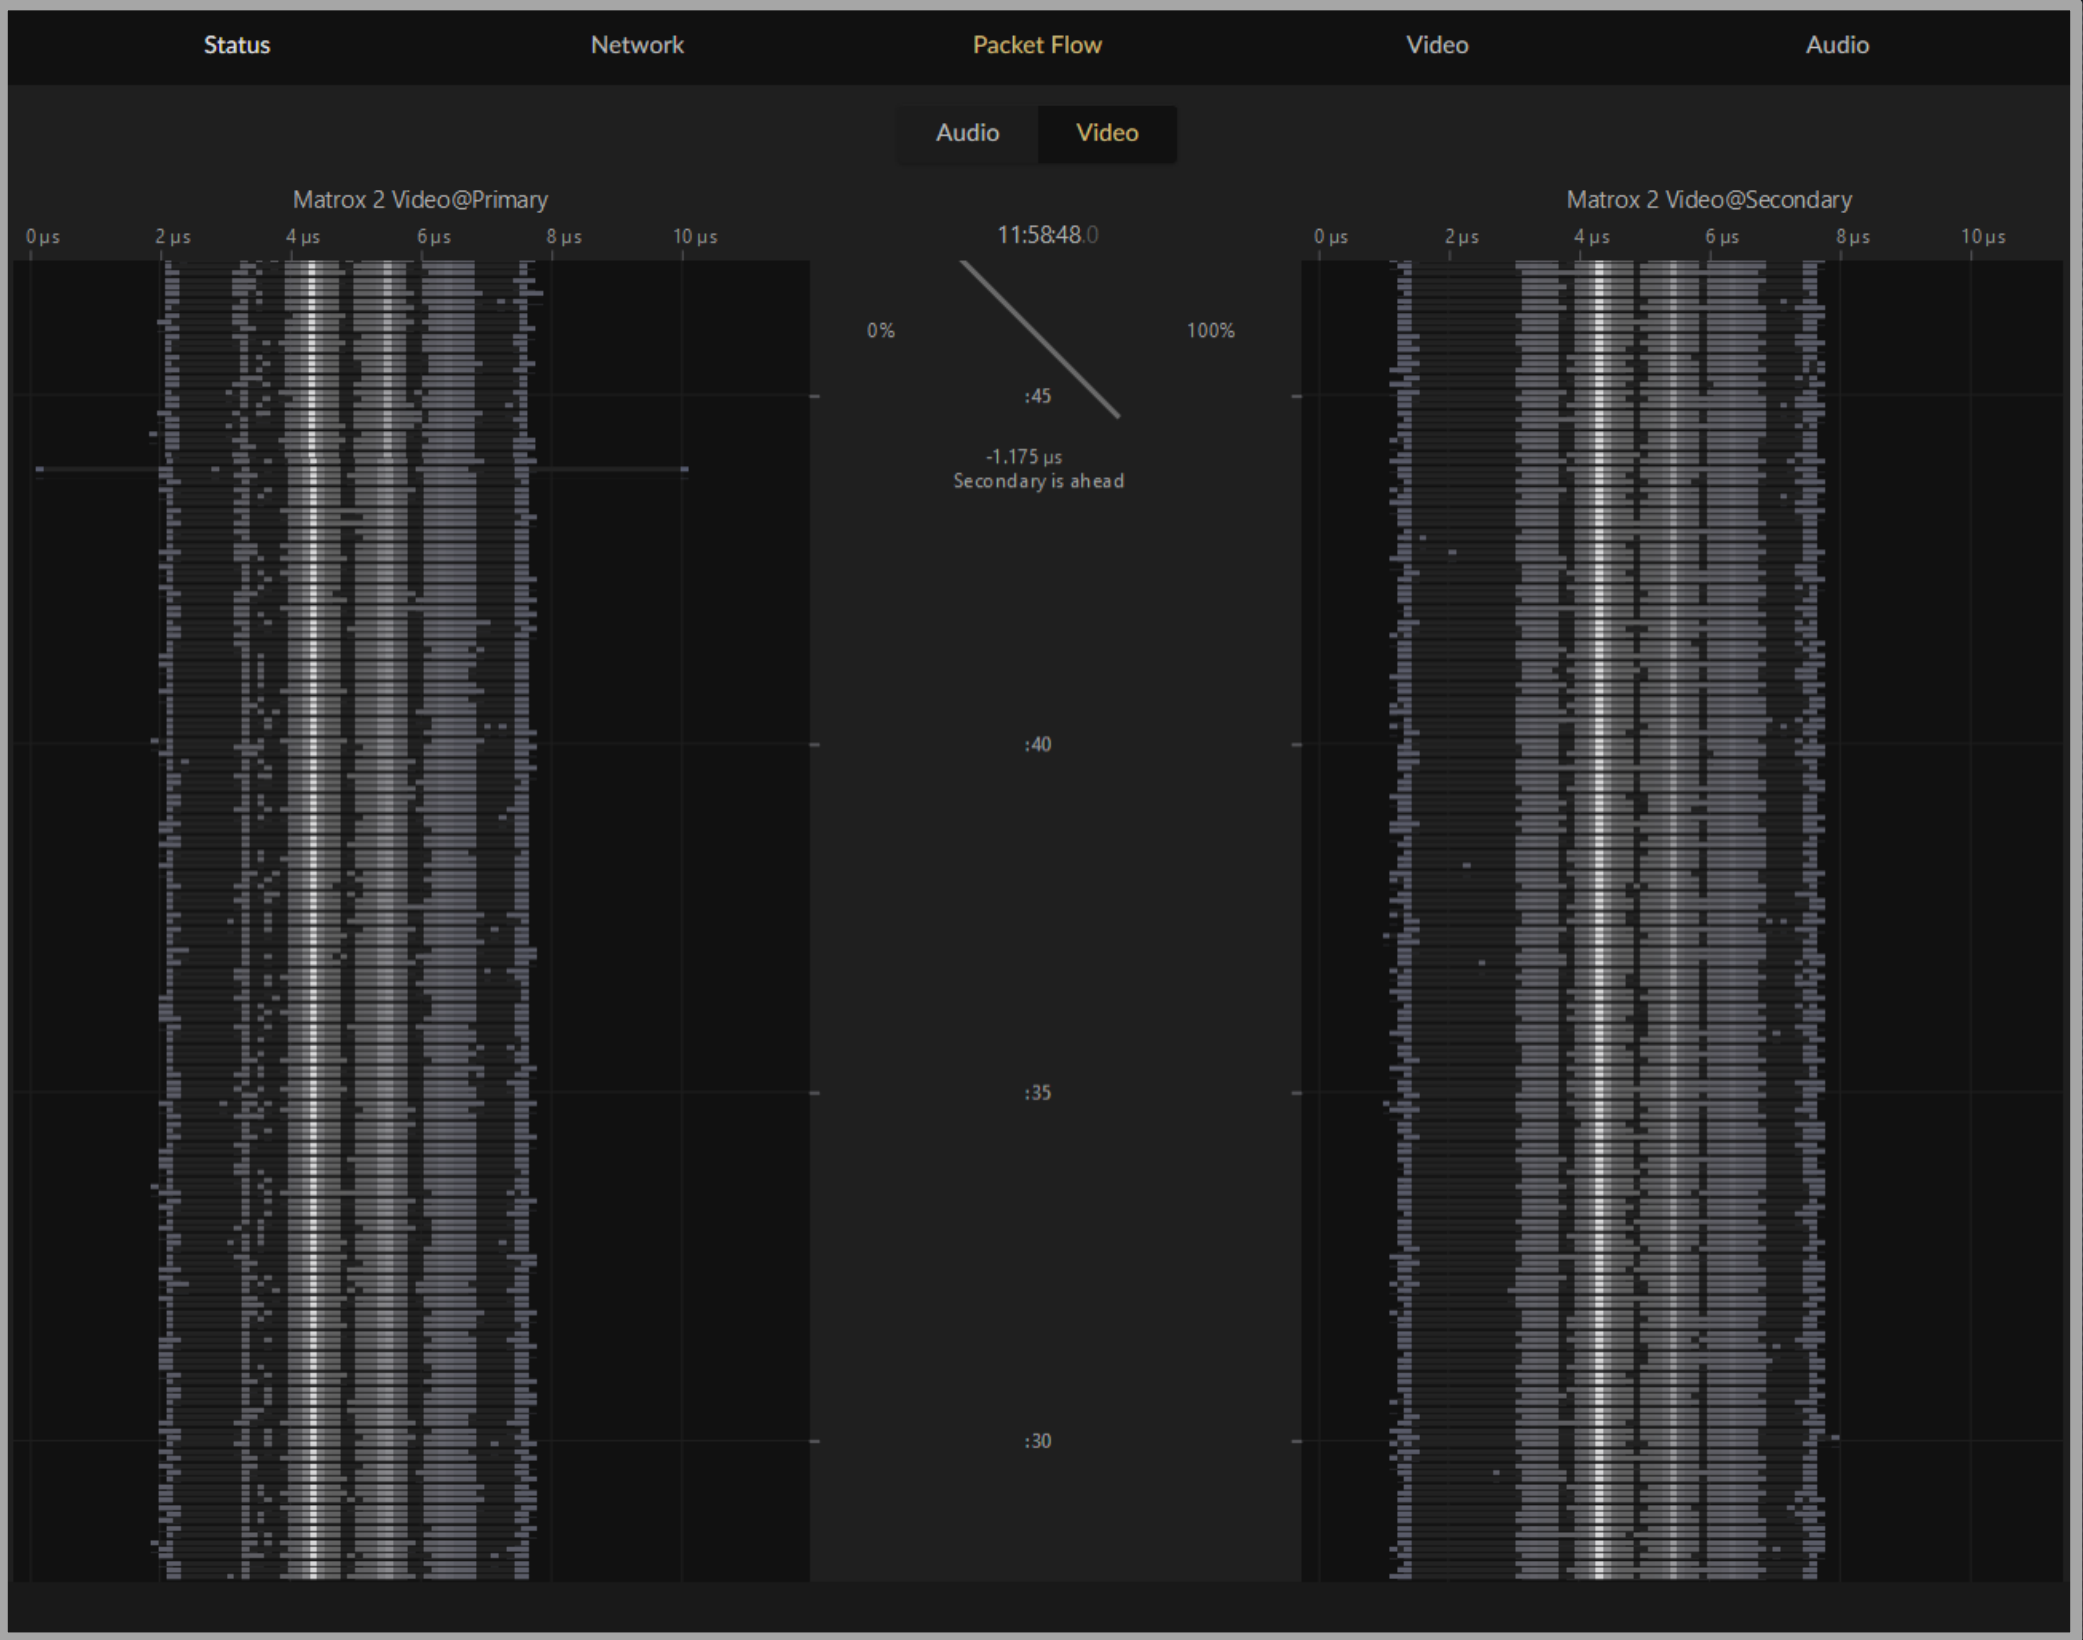 Status Network Packet Flow Video Audio
Audio Video
Matrox 2 Video@Primary Matrox 2 Video@Secondary
0 µs 2 µs 4 µs 6 µs 8 µs 10 µs 11:58:48.0 0 µs 2 µs 4 µs 6 µs 8 µs 10 µs
0% 100%
:45
-1.175 µs
Secondary is ahead
:40
:35
:30